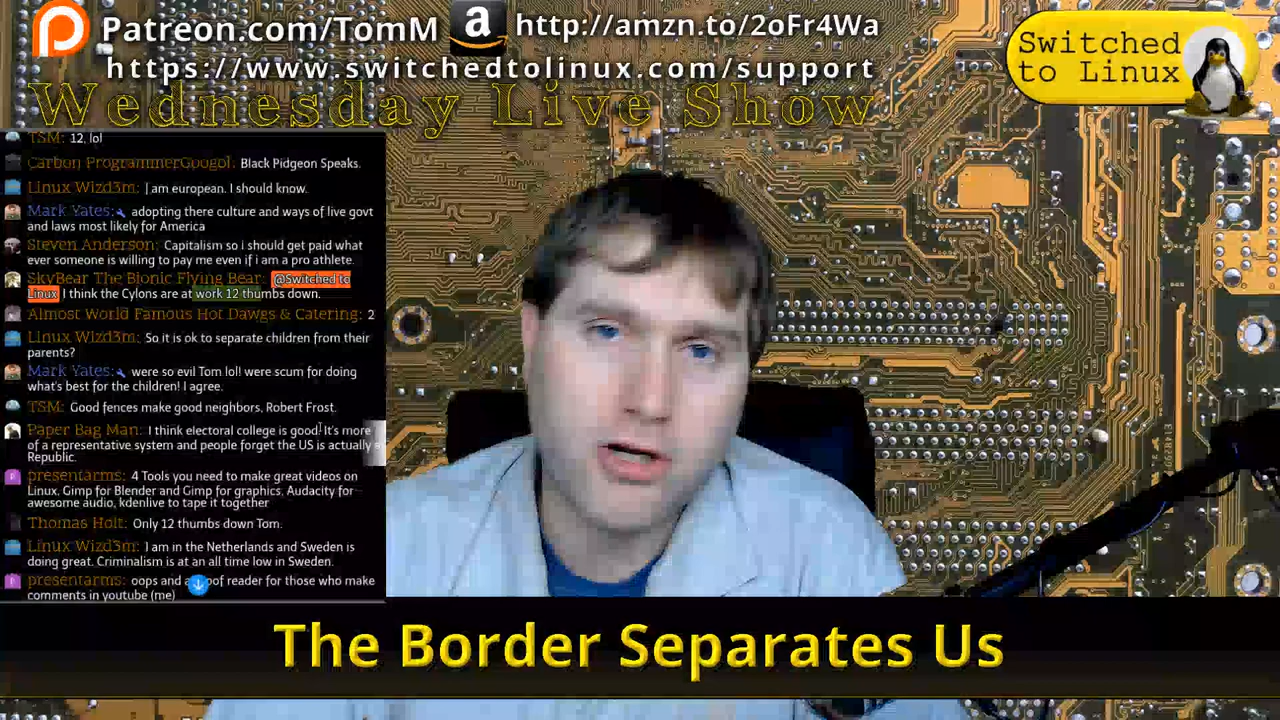 Patreon.com/TomM
a
http://amzn.to/2oFr4Wa
https://www.switchedtolinux.com/support
Wednesday Live Show
Switched
to Linux
TSM: 12, lol
Carbon ProgrammerGoogol: Black Pidgeon Speaks.
Linux Wizd3m: I am european. I should know.
Mark Yates: adopting there culture and ways of live govt
and laws most likely for America
Steven Anderson: Capitalism so i should get paid what
ever someone is willing to pay me even if i am a pro athlete.
SkyBear The Bionic Flying Bear: @Switched to
Linux I think the Cylons are at work 12 thumbs down.
Almost World Famous Hot Dawgs & Catering: 2
Linux Wizd3m: So it is ok to separate children from their
parents?
Mark Yates: were so evil Tom lol! were scum for doing
what's best for the children! I agree.
TSM: Good fences make good neighbors, Robert Frost.
Paper Bag Man: I think electoral college is good. It's more
of a representative system and people forget the US is actually a
Republic.
presentarms: 4 Tools you need to make great videos on
Linux, Gimp for Blender and Gimp for graphics, Audacity for
awesome audio, kdenlive to tape it together
Thomas Holt: Only 12 thumbs down Tom.
Linux Wizd3m: I am in the Netherlands and Sweden is
doing great. Criminalism is at an all time low in Sweden.
presentarms: oops and a oof reader for those who make
comments in youtube (me)
The Border Separates Us